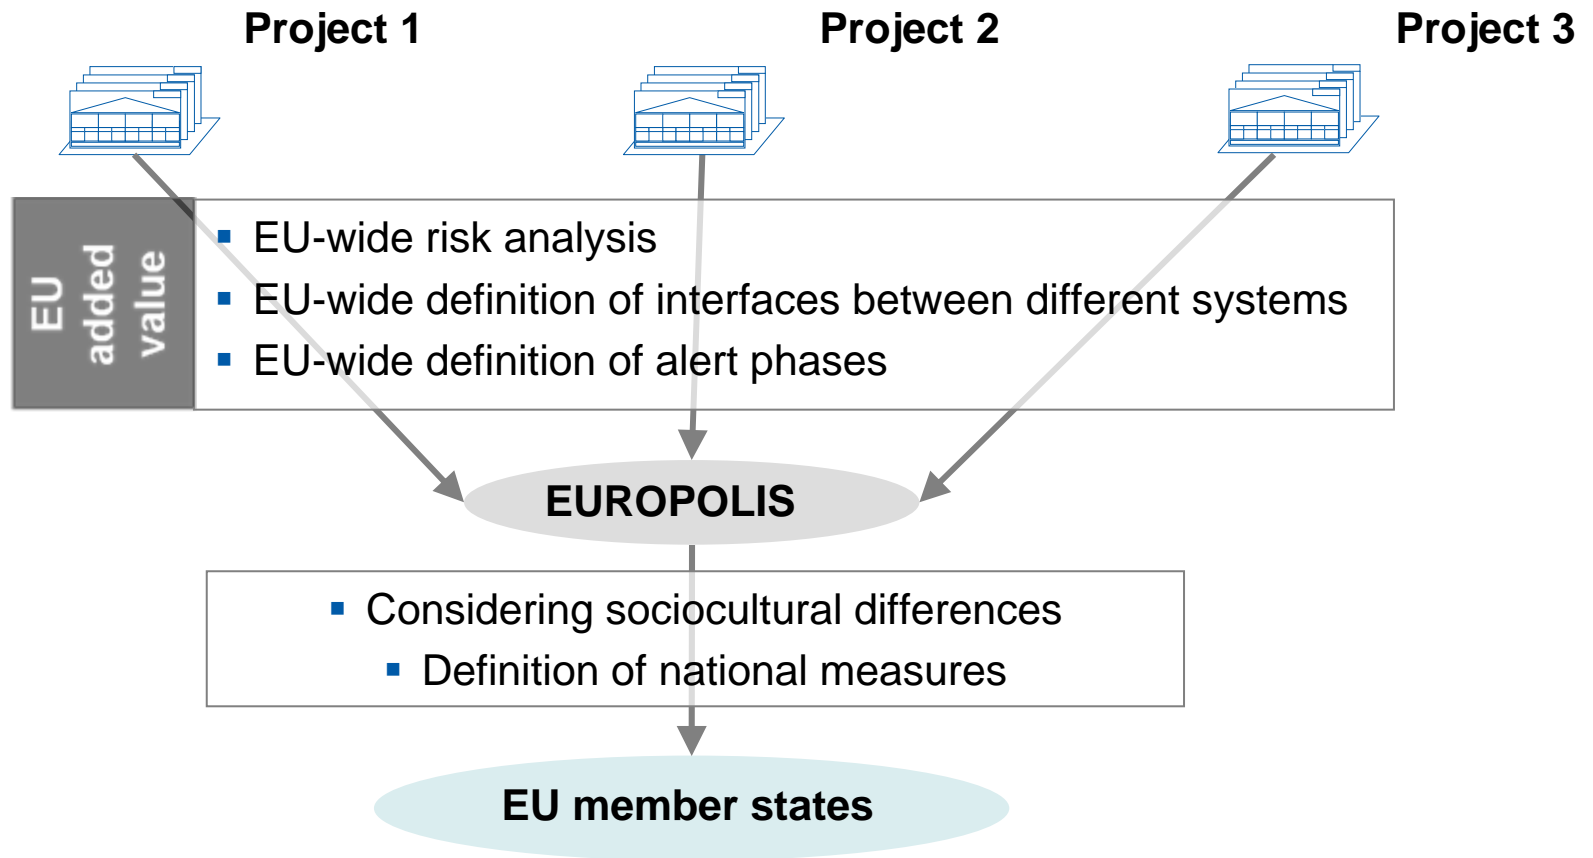 Project 1
Project 2
Project 3
EU
added
value
▪ EU-wide risk analysis
▪ EU-wide definition of interfaces between different systems
▪ EU-wide definition of alert phases
EUROPOLIS
▪ Considering sociocultural differences
▪ Definition of national measures
EU member states